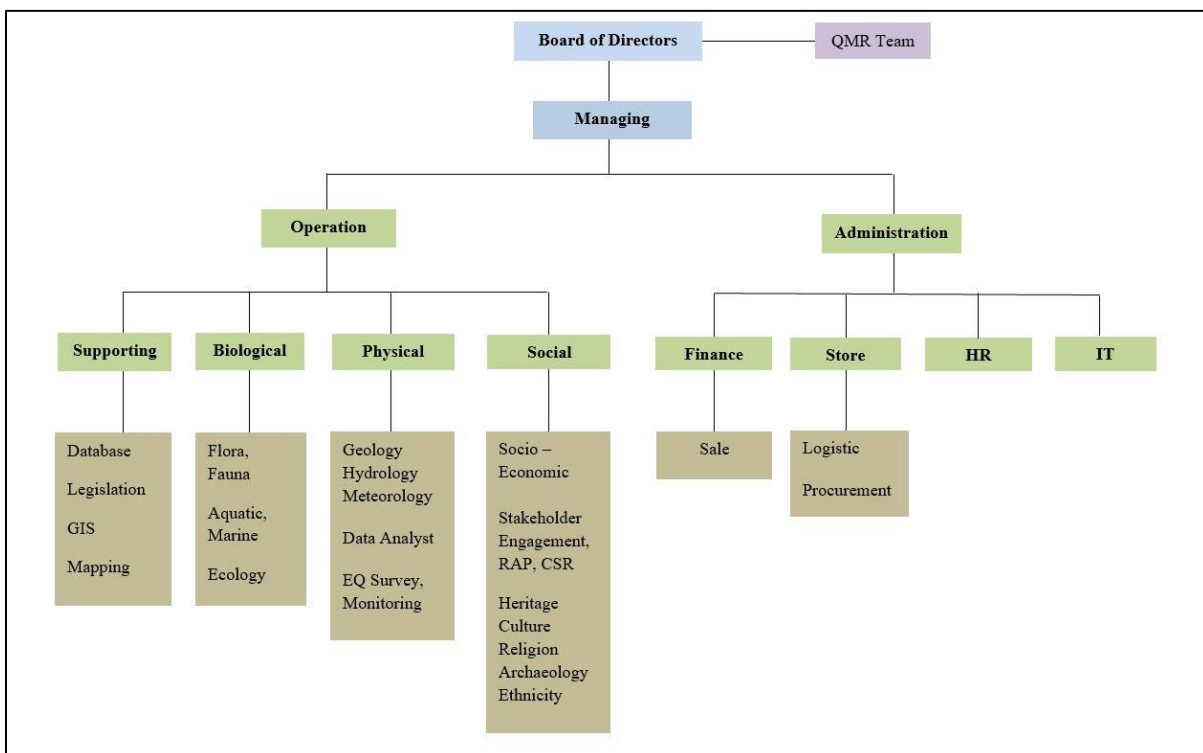 Board of Directors
QMR Team
Managing
Operation
Administration
Supporting
Biological
Physical
Social
Finance
Store
HR
IT
Database
Legislation
GIS
Mapping
Flora,
Fauna
Aquatic,
Marine
Ecology
Geology
Hydrology
Meteorology
Data Analyst
EQ Survey,
Monitoring
Socio –
Economic
Stakeholder
Engagement,
RAP, CSR
Heritage
Culture
Religion
Archaeology
Ethnicity
Sale
Logistic
Procurement